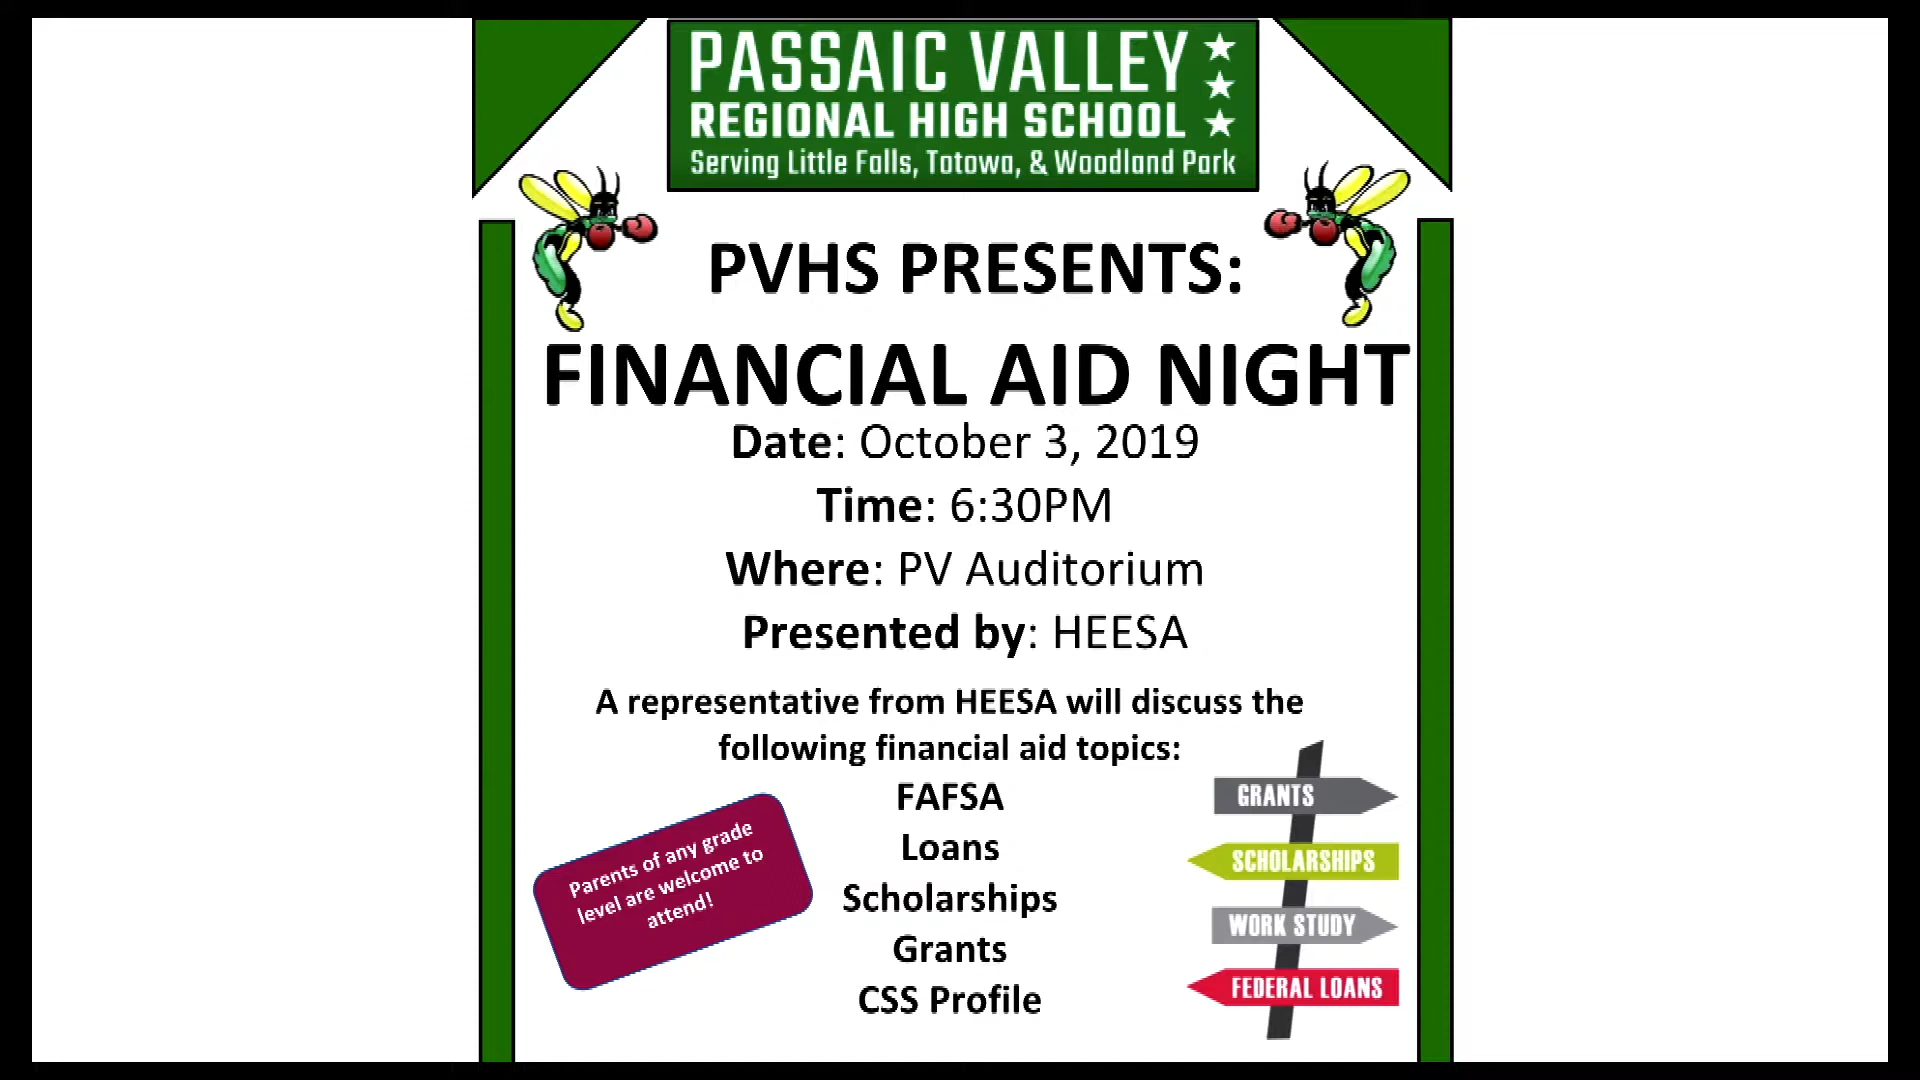 PASSAIC VALLEY
REGIONAL HIGH SCHOOL
Serving Little Falls, Totowa, & Woodland Park
PVHS PRESENTS:
FINANCIAL AID NIGHT
Date: October 3, 2019
Time: 6:30PM
Where: PV Auditorium
Presented by: HEESA
A representative from HEESA will discuss the
following financial aid topics:
FAFSA
Loans
Scholarships
Grants
CSS Profile
Parents of any grade
level are welcome to
attend!
GRANTS
SCHOLARSHIPS
WORK STUDY
FEDERAL LOANS